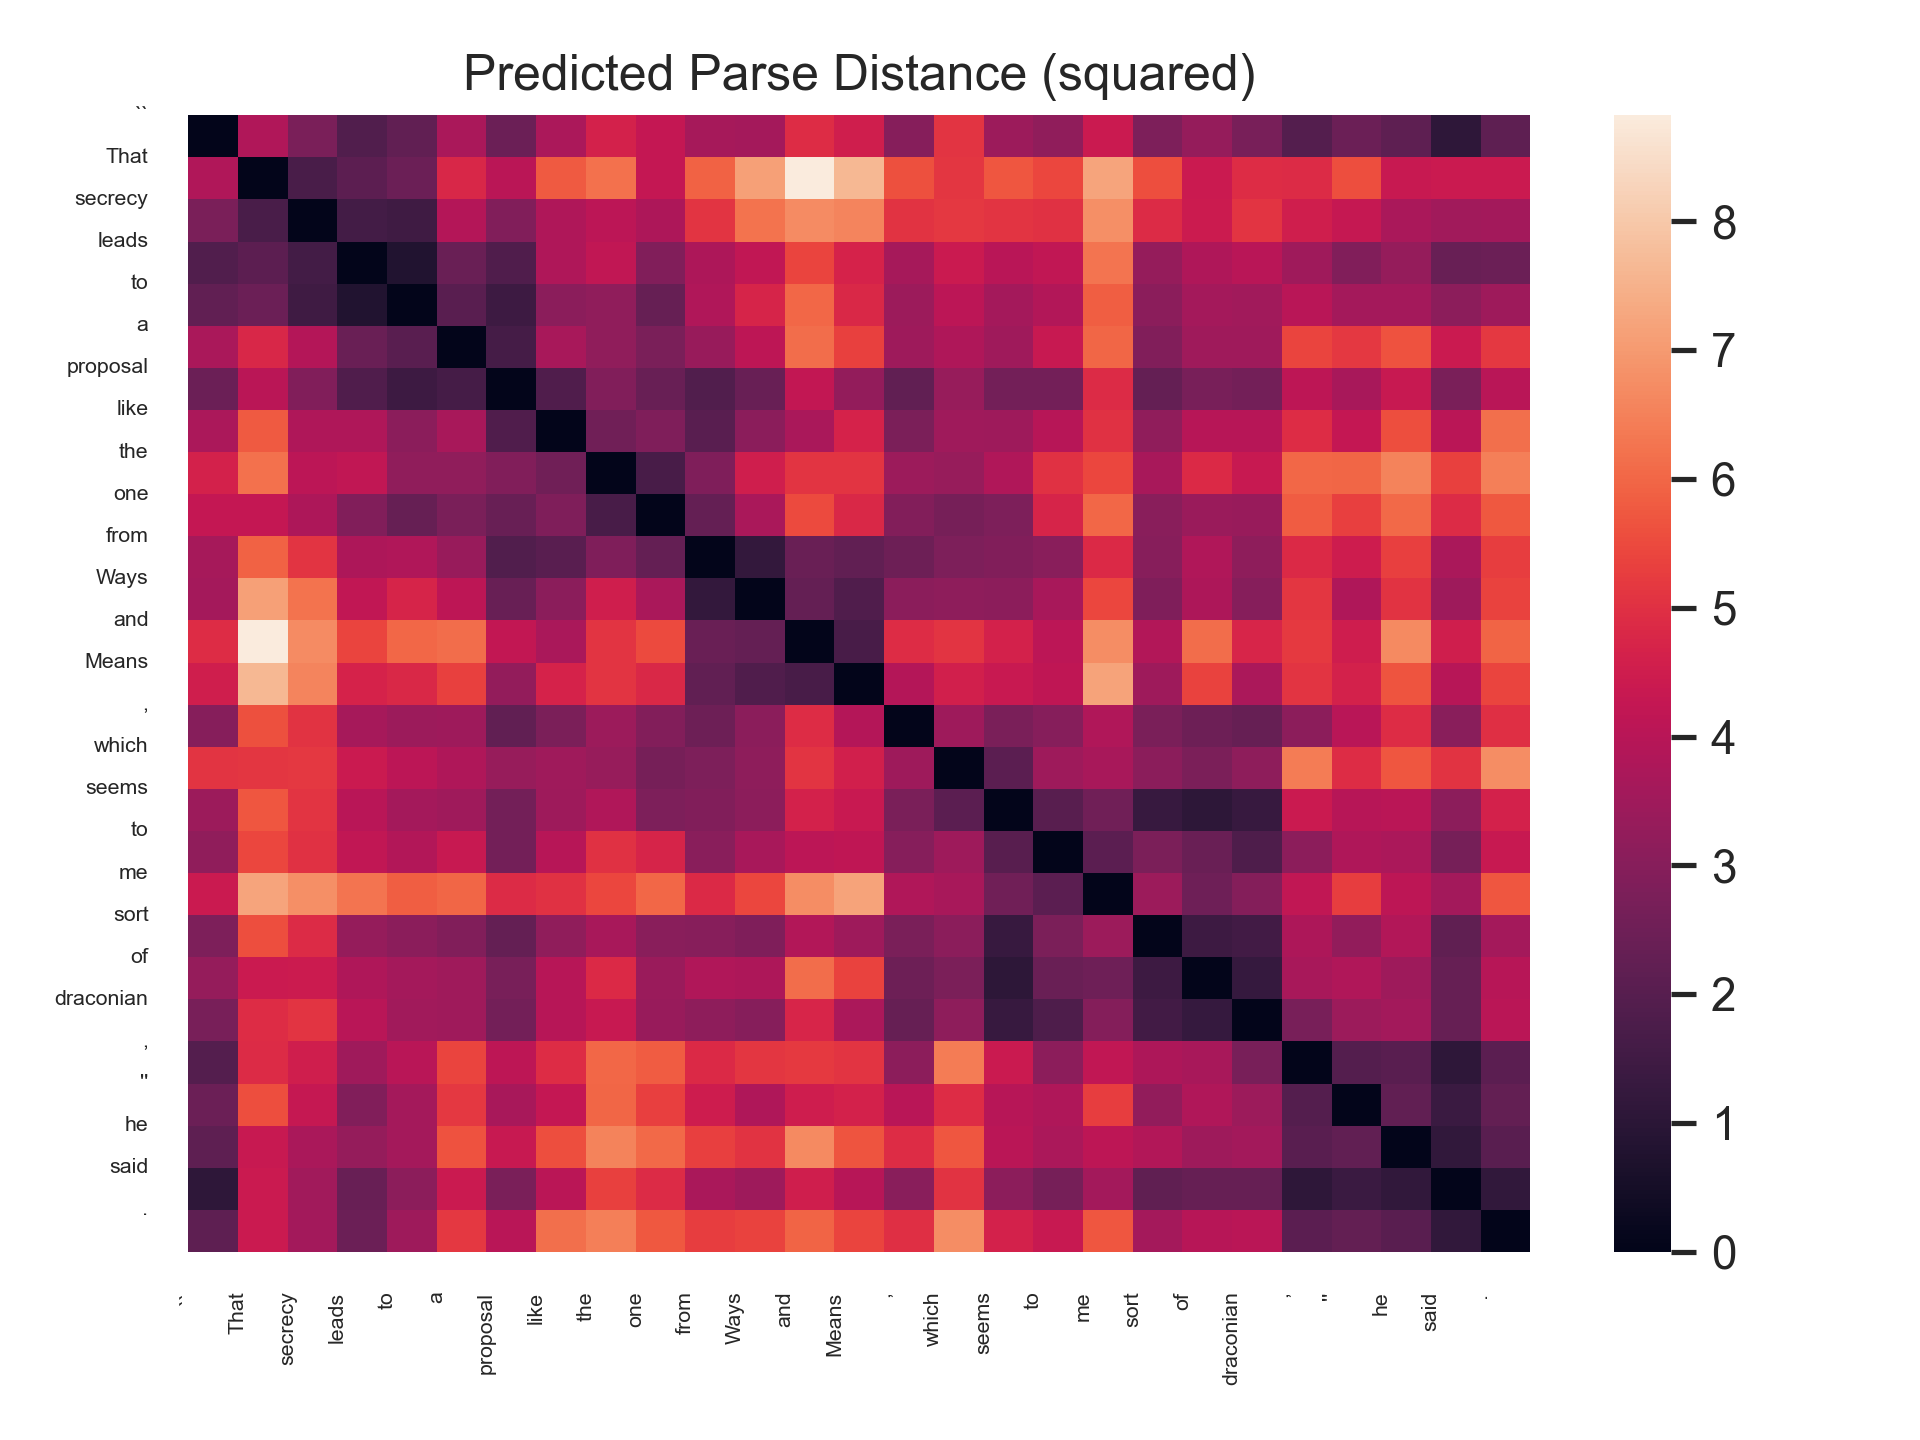 Predicted Parse Distance (squared)
``
That
secrecy
leads
to
a
proposal
like
the
one
from
Ways
and
Means
,
which
seems
to
me
sort
of
draconian
,
''
he
said
.
8
7
6
5
4
3
2
1
0
``
That
secrecy
leads
to
a
proposal
like
the
one
from
Ways
and
Means
,
which
seems
to
me
sort
of
draconian
,
''
he
said
.